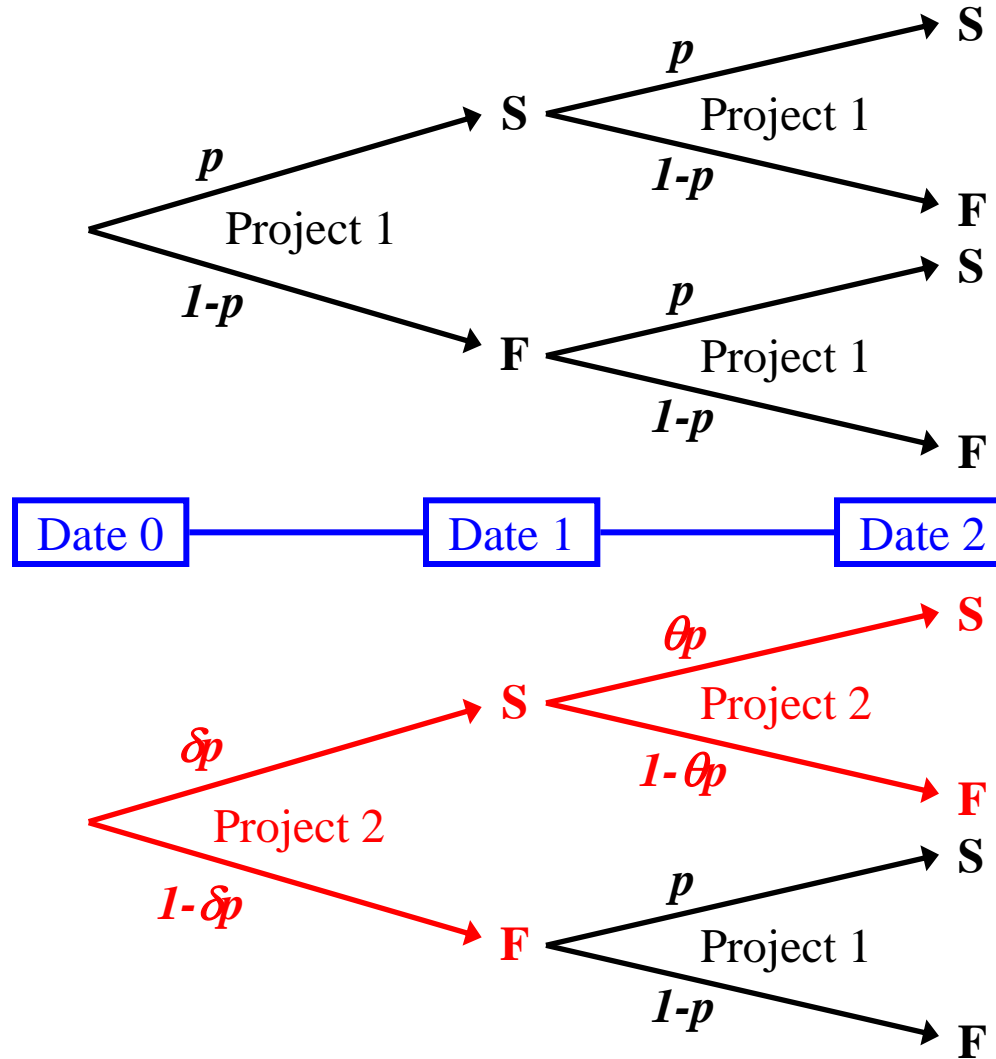 S
p
Project 1
S
p
1-p
Project 1
F
S
1-p
p
F
Project 1
1-p
F
Date 0
Date 1
Date 2
S
θp
S
Project 2
δp
1-θp
F
Project 2
S
p
1-δp
F
Project 1
1-p
F